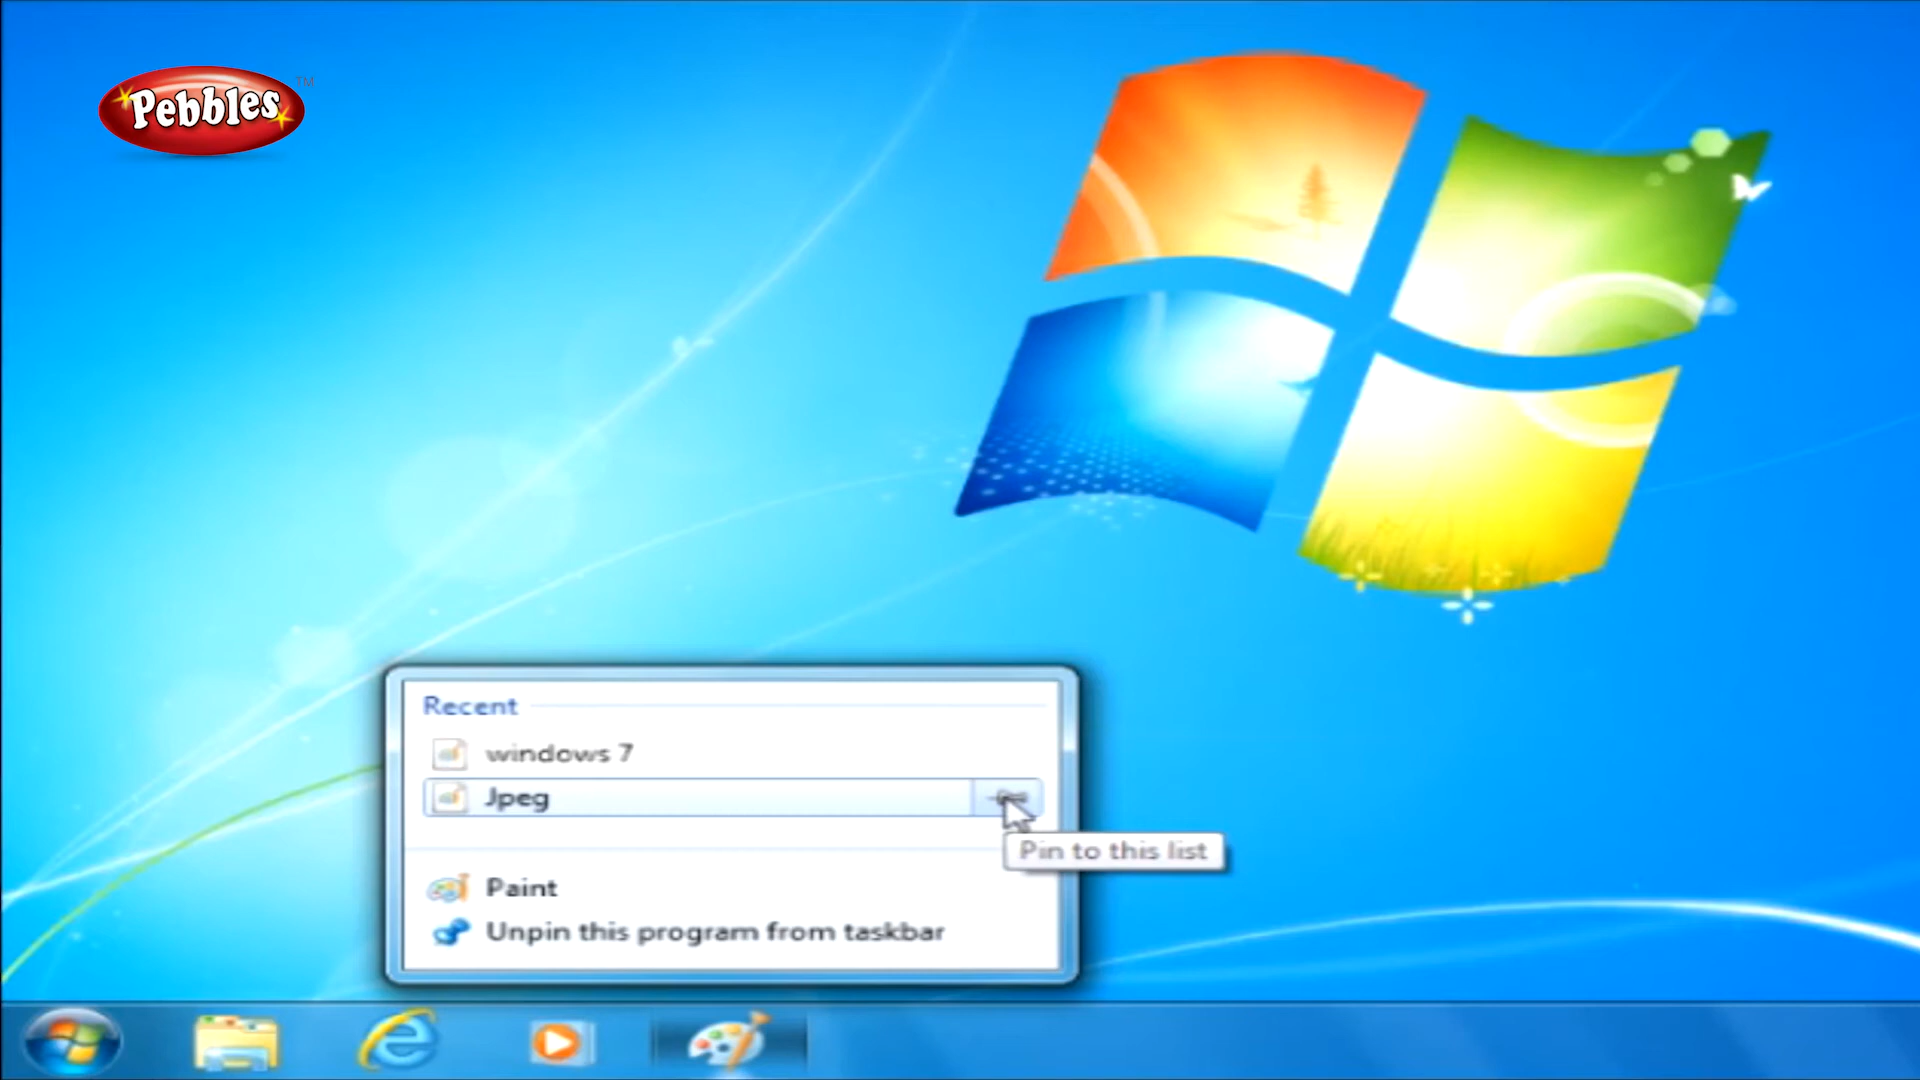 Pebbles TM
Recent
windows 7
Jpeg
Pin to this list
Paint
Unpin this program from taskbar